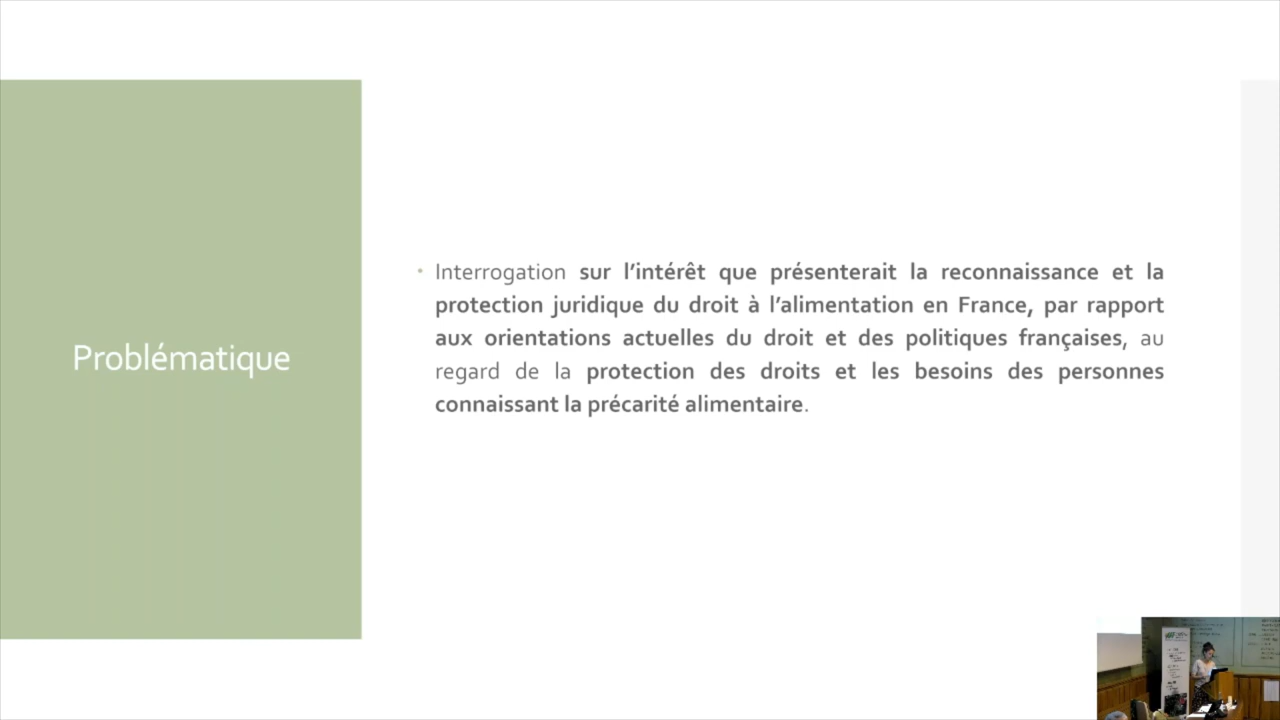 Problématique
• Interrogation sur l’intérêt que présenterait la reconnaissance et la
protection juridique du droit à l’alimentation en France, par rapport
aux orientations actuelles du droit et des politiques françaises, au
regard de la protection des droits et les besoins des personnes
connaissant la précarité alimentaire.